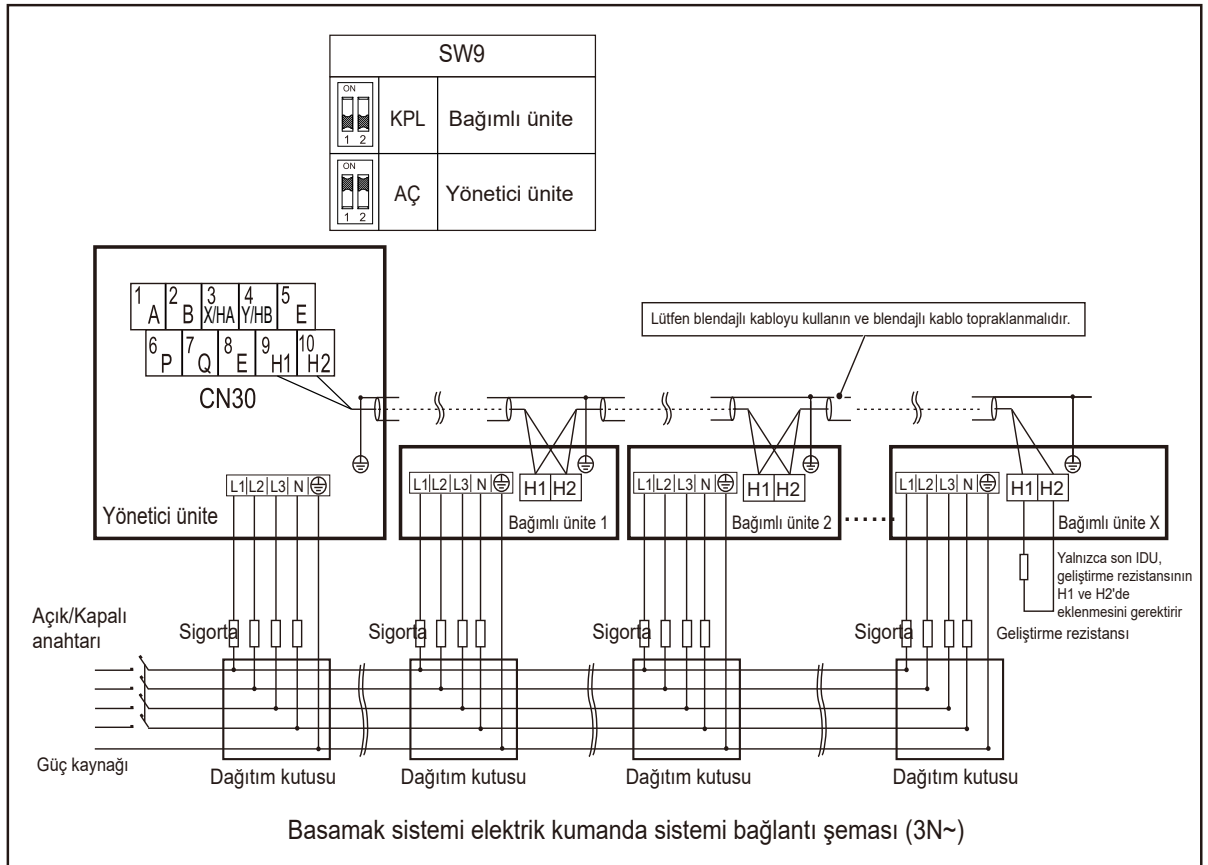 SW9
ON
1 2
KPL
Bağımlı ünite
ON
1 2
AÇ
Yönetici ünite
1 A
2 B
3 X/HA
4 Y/HB
5 E
6 P
7 Q
8 E
9 H1
10 H2
CN30
Lütfen blendajlı kabloyu kullanın ve blendajlı kablo topraklanmalıdır.
L1 L2 L3 N
Yönetici ünite
L1 L2 L3 N
H1 H2
Bağımlı ünite 1
L1 L2 L3 N
H1 H2
Bağımlı ünite 2
L1 L2 L3 N
H1 H2
Bağımlı ünite X
Yalnızca son IDU,
geliştirme rezistansının
H1 ve H2'de
eklenmesini gerektirir
Geliştirme rezistansı
Açık/Kapalı
anahtarı
Sigorta
Sigorta
Sigorta
Sigorta
Güç kaynağı
Dağıtım kutusu
Dağıtım kutusu
Dağıtım kutusu
Dağıtım kutusu
Basamak sistemi elektrik kumanda sistemi bağlantı şeması (3N~)